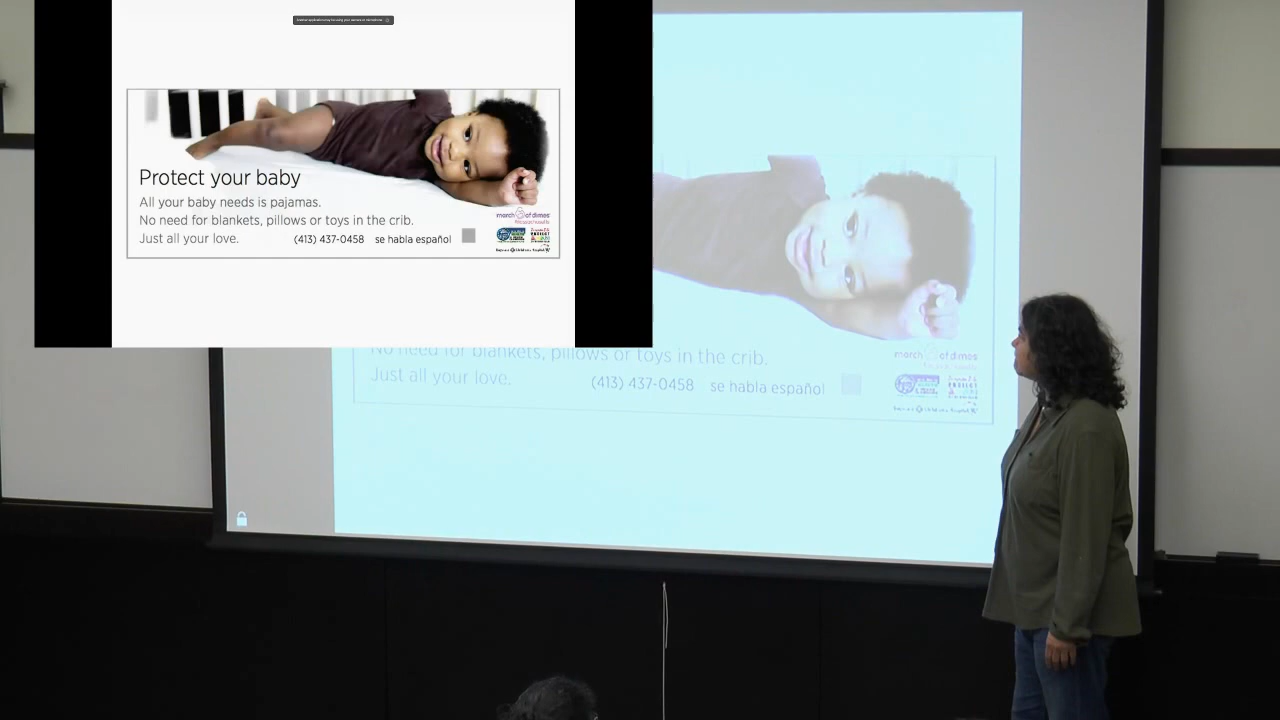 Protect your baby
All your baby needs is pajamas.
No need for blankets, pillows or toys in the crib.
Just all your love.
(413) 437-0458 se habla español
march of dimes
No need for blankets, pillows or toys in the crib.
Just all your love.
(413) 437-0458 se habla español
march of dimes